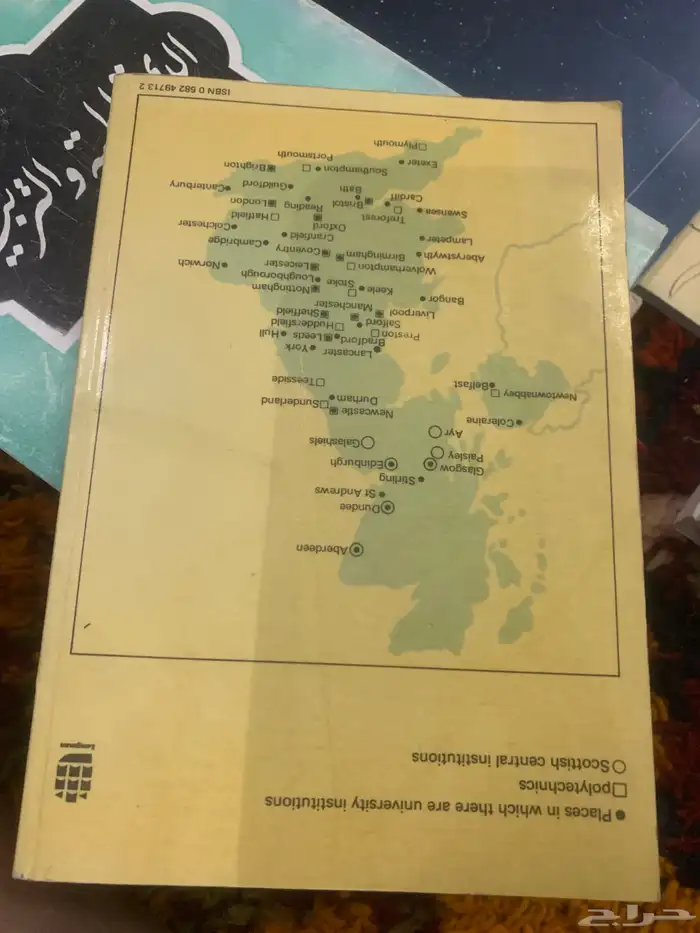 ● Places in which there are university institutions
□ polytechnics
○ Scottish central institutions
Longman
Aberdeen
Dundee
St Andrews
Stirling
Glasgow
Edinburgh
Paisley
Galashiels
Ayr
Coleraine
Newcastle
Sunderland
Durham
Newtownabbey
Belfast
Teesside
Lancaster
York
Bradford
Leeds
Hull
Preston
Salford
Huddersfield
Liverpool
Manchester
Sheffield
Bangor
Keele
Stoke
Nottingham
Loughborough
Wolverhampton
Leicester
Norwich
Aberystwyth
Birmingham
Coventry
Lampeter
Cranfield
Cambridge
Oxford
Colchester
Swansea
Treforest
Hatfield
Cardiff
Bristol
Reading
London
Bath
Guildford
Canterbury
Exeter
Southampton
Brighton
Portsmouth
Plymouth
ISBN 0 582 49713 2
حراج